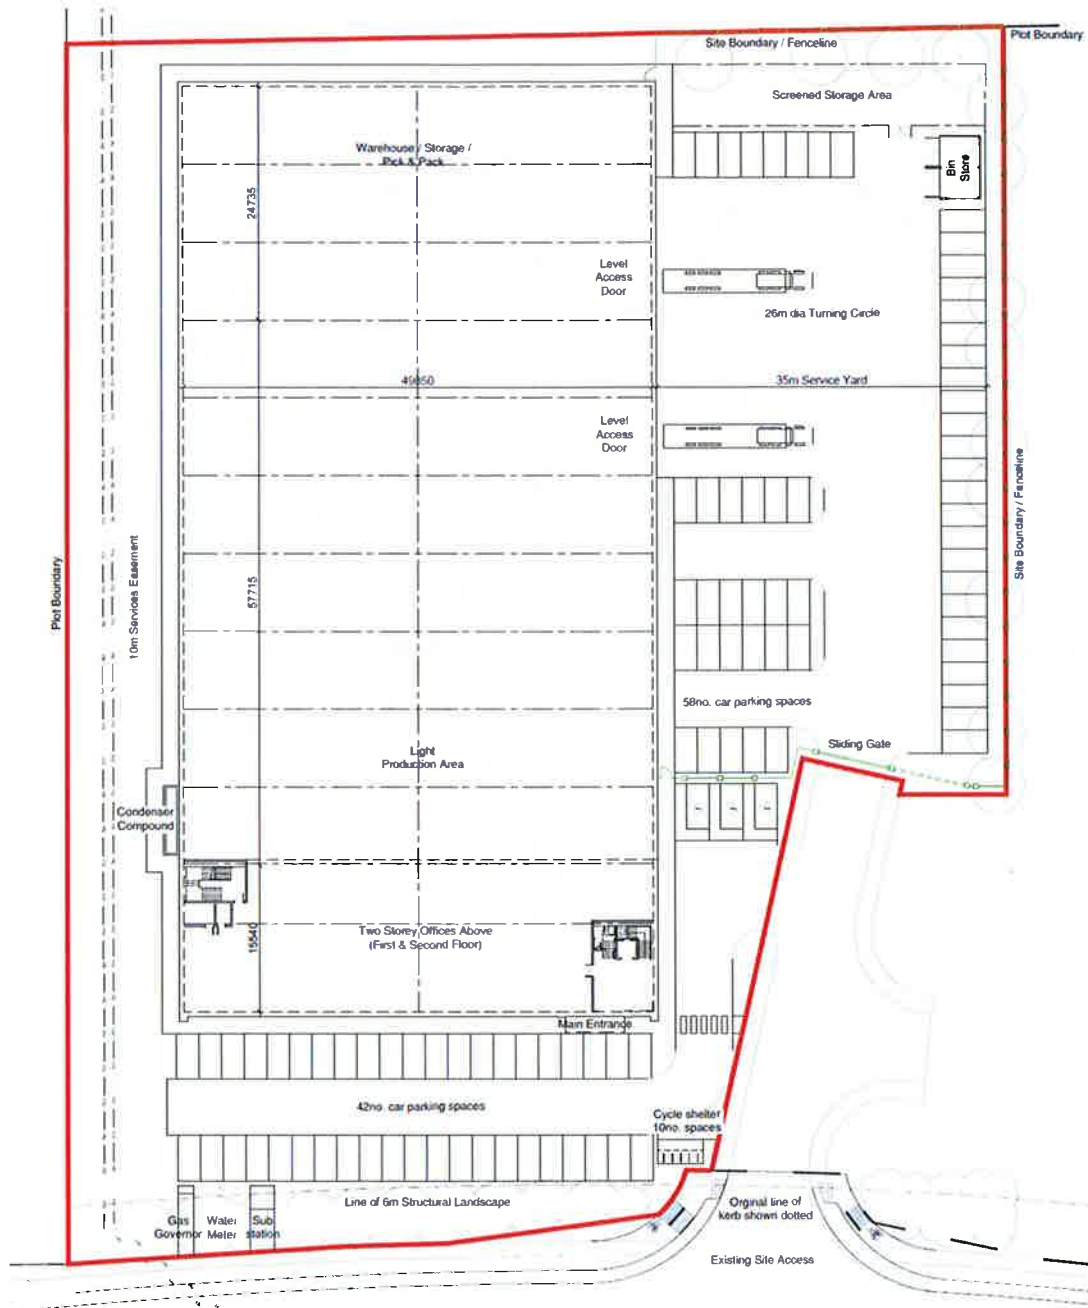 Plot Boundary
Site Boundary / Fenceline
Screened Storage Area
Warehouse / Storage /
Pick & Pack
Bin
Store
24735
Level
Access
Door
26m dia Turning Circle
49850
35m Service Yard
Level
Access
Door
Site Boundary / Fenceline
Plot Boundary
10m Services Easement
57715
58no. car parking spaces
Light
Production Area
Sliding Gate
Condenser
Compound
15540
Two Storey Offices Above
(First & Second Floor)
Main Entrance
42no. car parking spaces
Cycle shelter
10no. spaces
Line of 6m Structural Landscape
Gas
Governor
Water
Meter
Sub
station
Orginal line of
kerb shown dotted
Existing Site Access